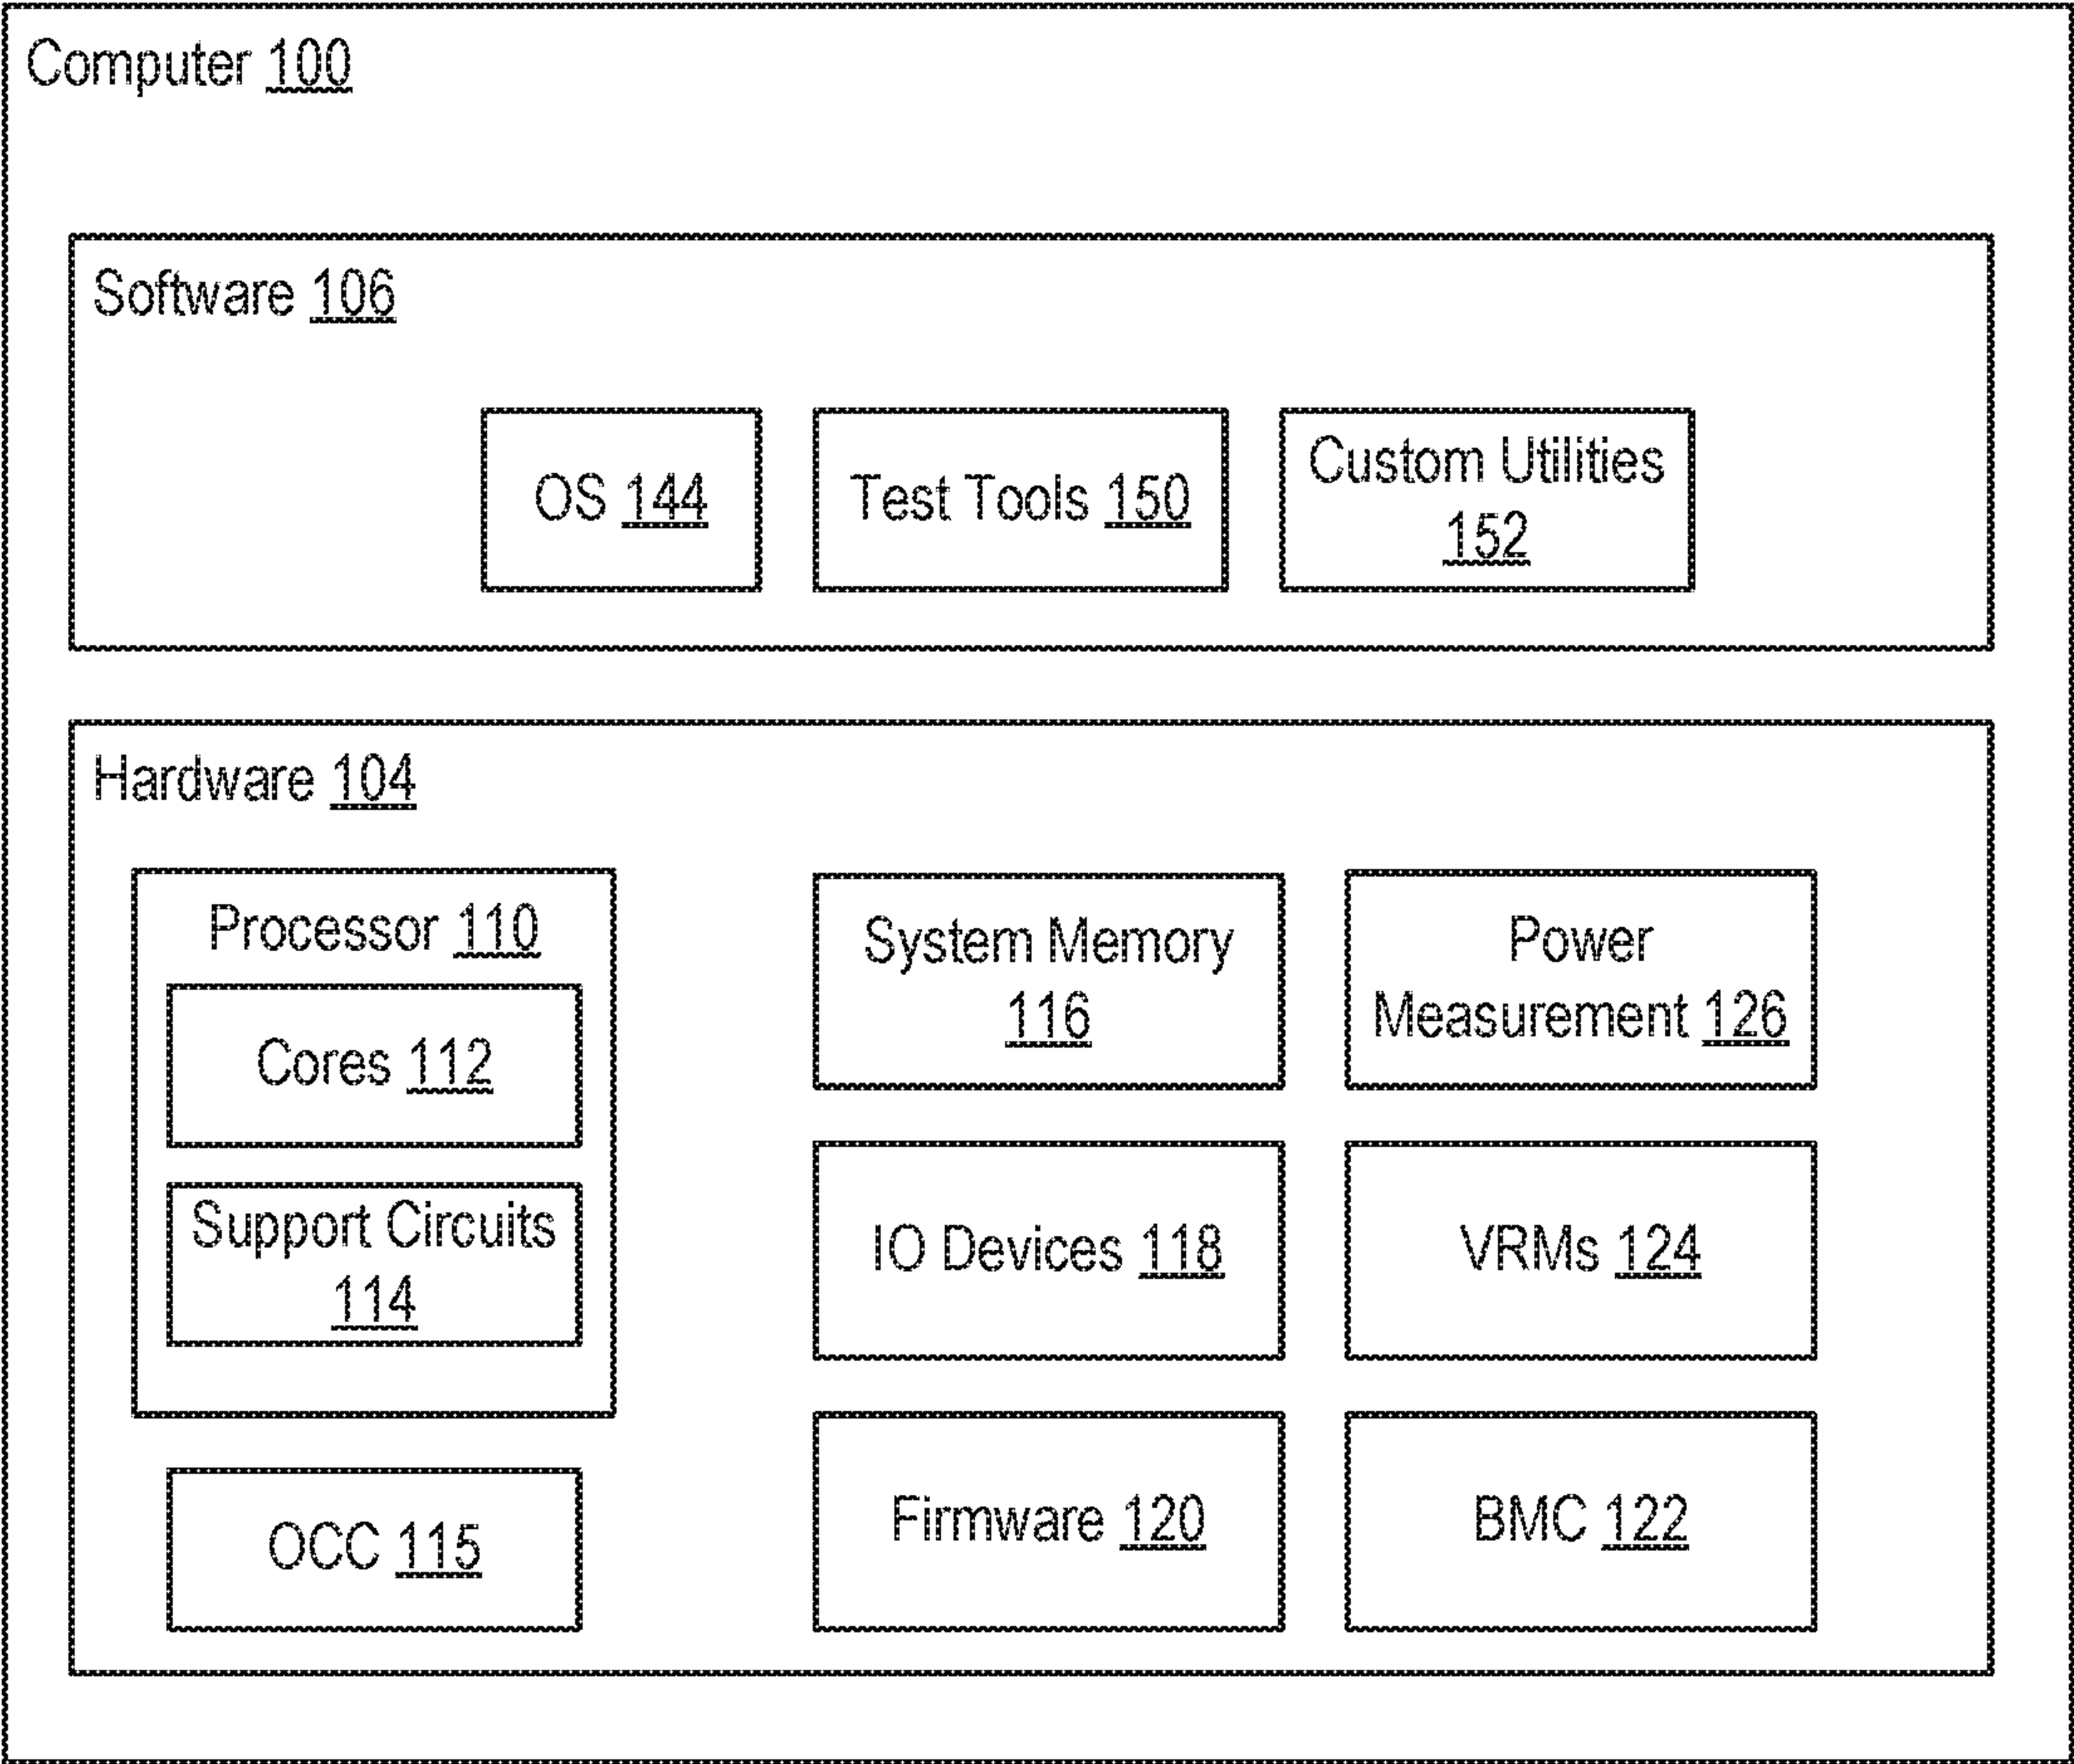 Computer 100
Software 106
OS 144
Test Tools 150
Custom Utilities
152
Hardware 104
Processor 110
Cores 112
Support Circuits
114
OCC 115
System Memory
116
IO Devices 118
Firmware 120
Power
Measurement 126
VRMs 124
BMC 122